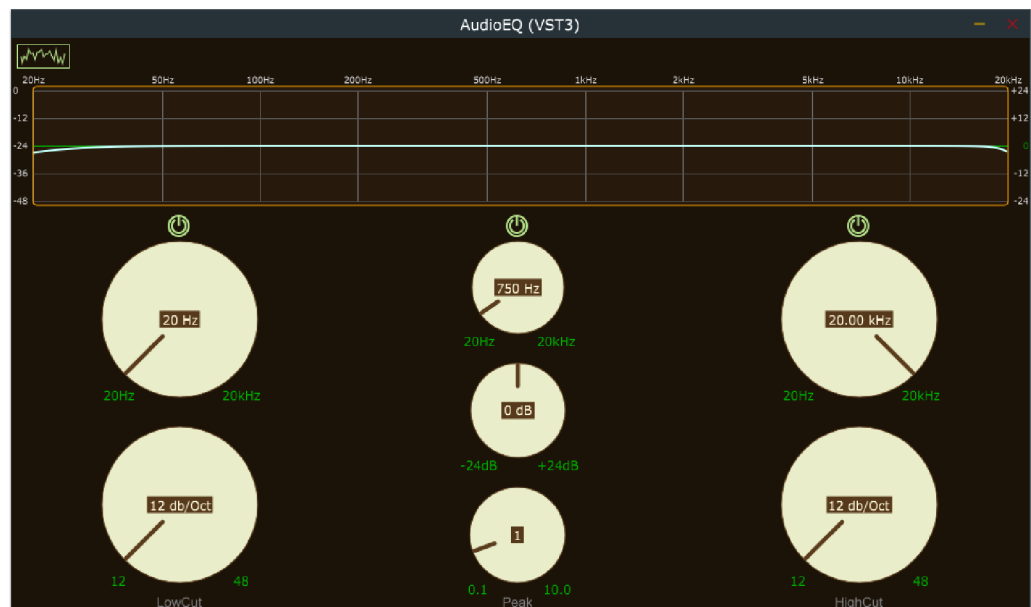 AudioEQ (VST3)
20Hz 50Hz 100Hz 200Hz 500Hz 1kHz 2kHz 5kHz 10kHz 20kHz
0 +24
-12 +12
-24 0
-36 -12
-48 -24
750 Hz
20 Hz 20.00 kHz
20Hz 20kHz
20Hz 20kHz 20Hz 20kHz
0 dB
-24dB +24dB
12 db/Oct 12 db/Oct
1
12 48 12 48
0.1 10.0
LowCut Peak HighCut